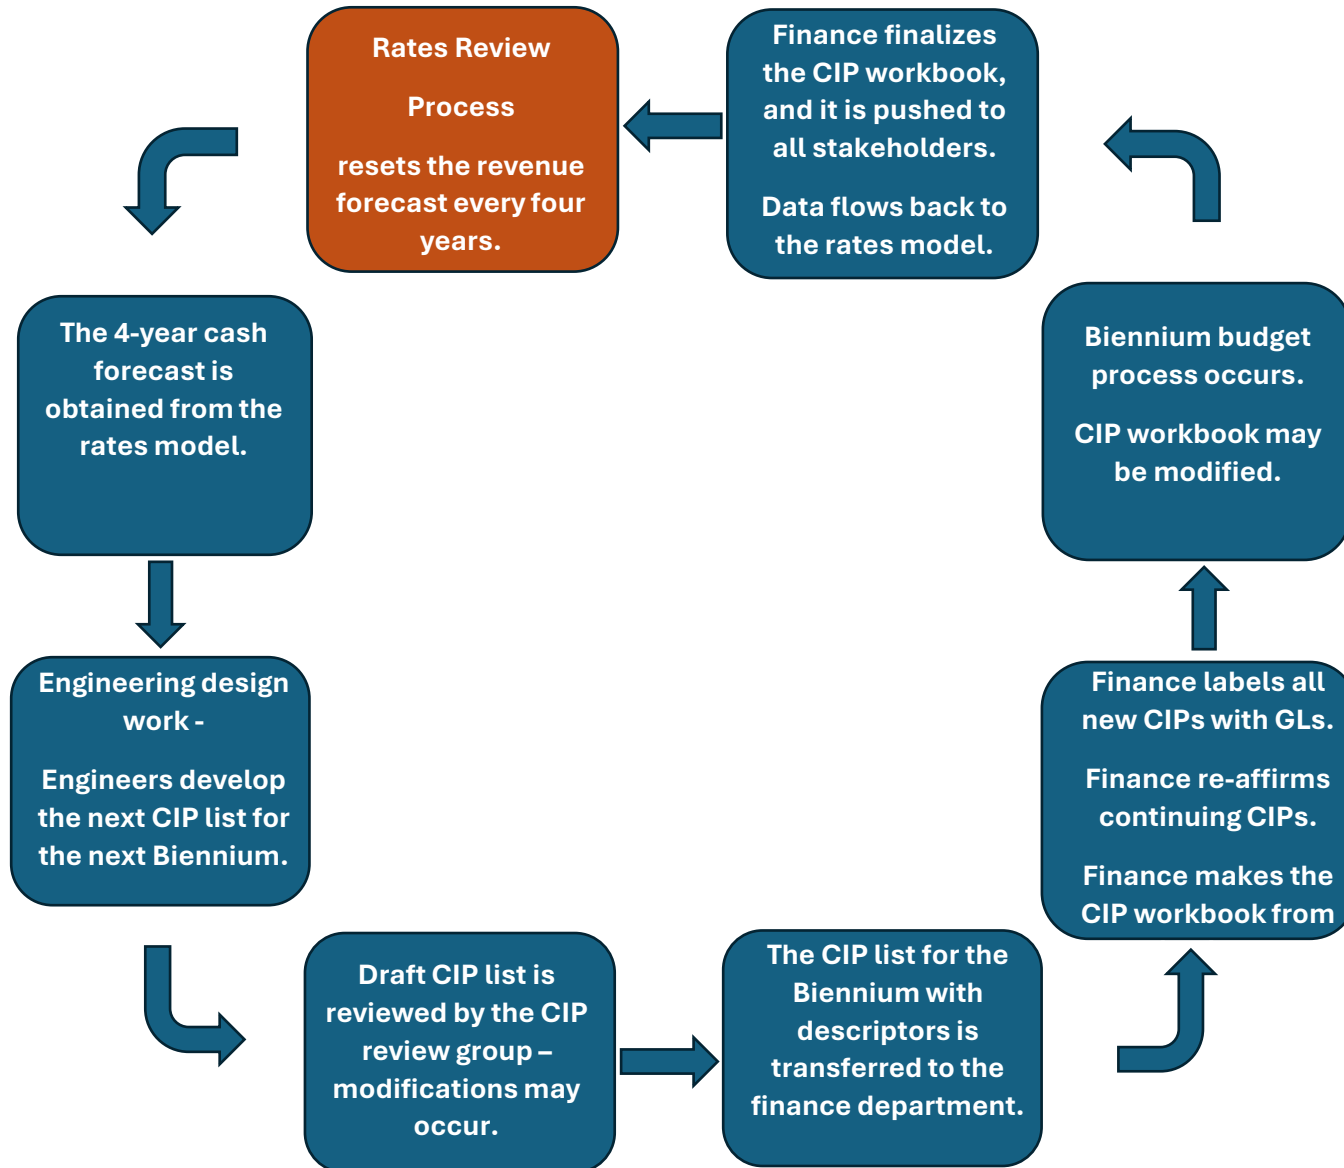 Rates Review
Process
resets the revenue
forecast every four
years.
Finance finalizes
the CIP workbook,
and it is pushed to
all stakeholders.
Data flows back to
the rates model.
The 4-year cash
forecast is
obtained from the
rates model.
Biennium budget
process occurs.
CIP workbook may
be modified.
Engineering design
work -
Engineers develop
the next CIP list for
the next Biennium.
Finance labels all
new CIPs with GLs.
Finance re-affirms
continuing CIPs.
Finance makes the
CIP workbook from
Draft CIP list is
reviewed by the CIP
review group –
modifications may
occur.
The CIP list for the
Biennium with
descriptors is
transferred to the
finance department.